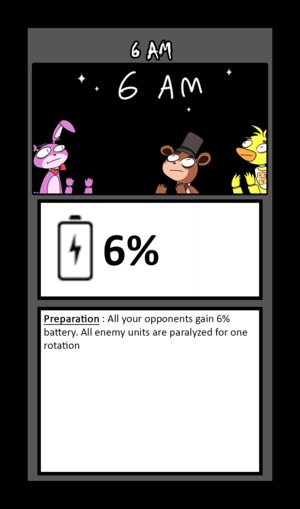 6 AM
6 AM
6%
Preparation : All your opponents gain 6%
battery. All enemy units are paralyzed for one
rotation